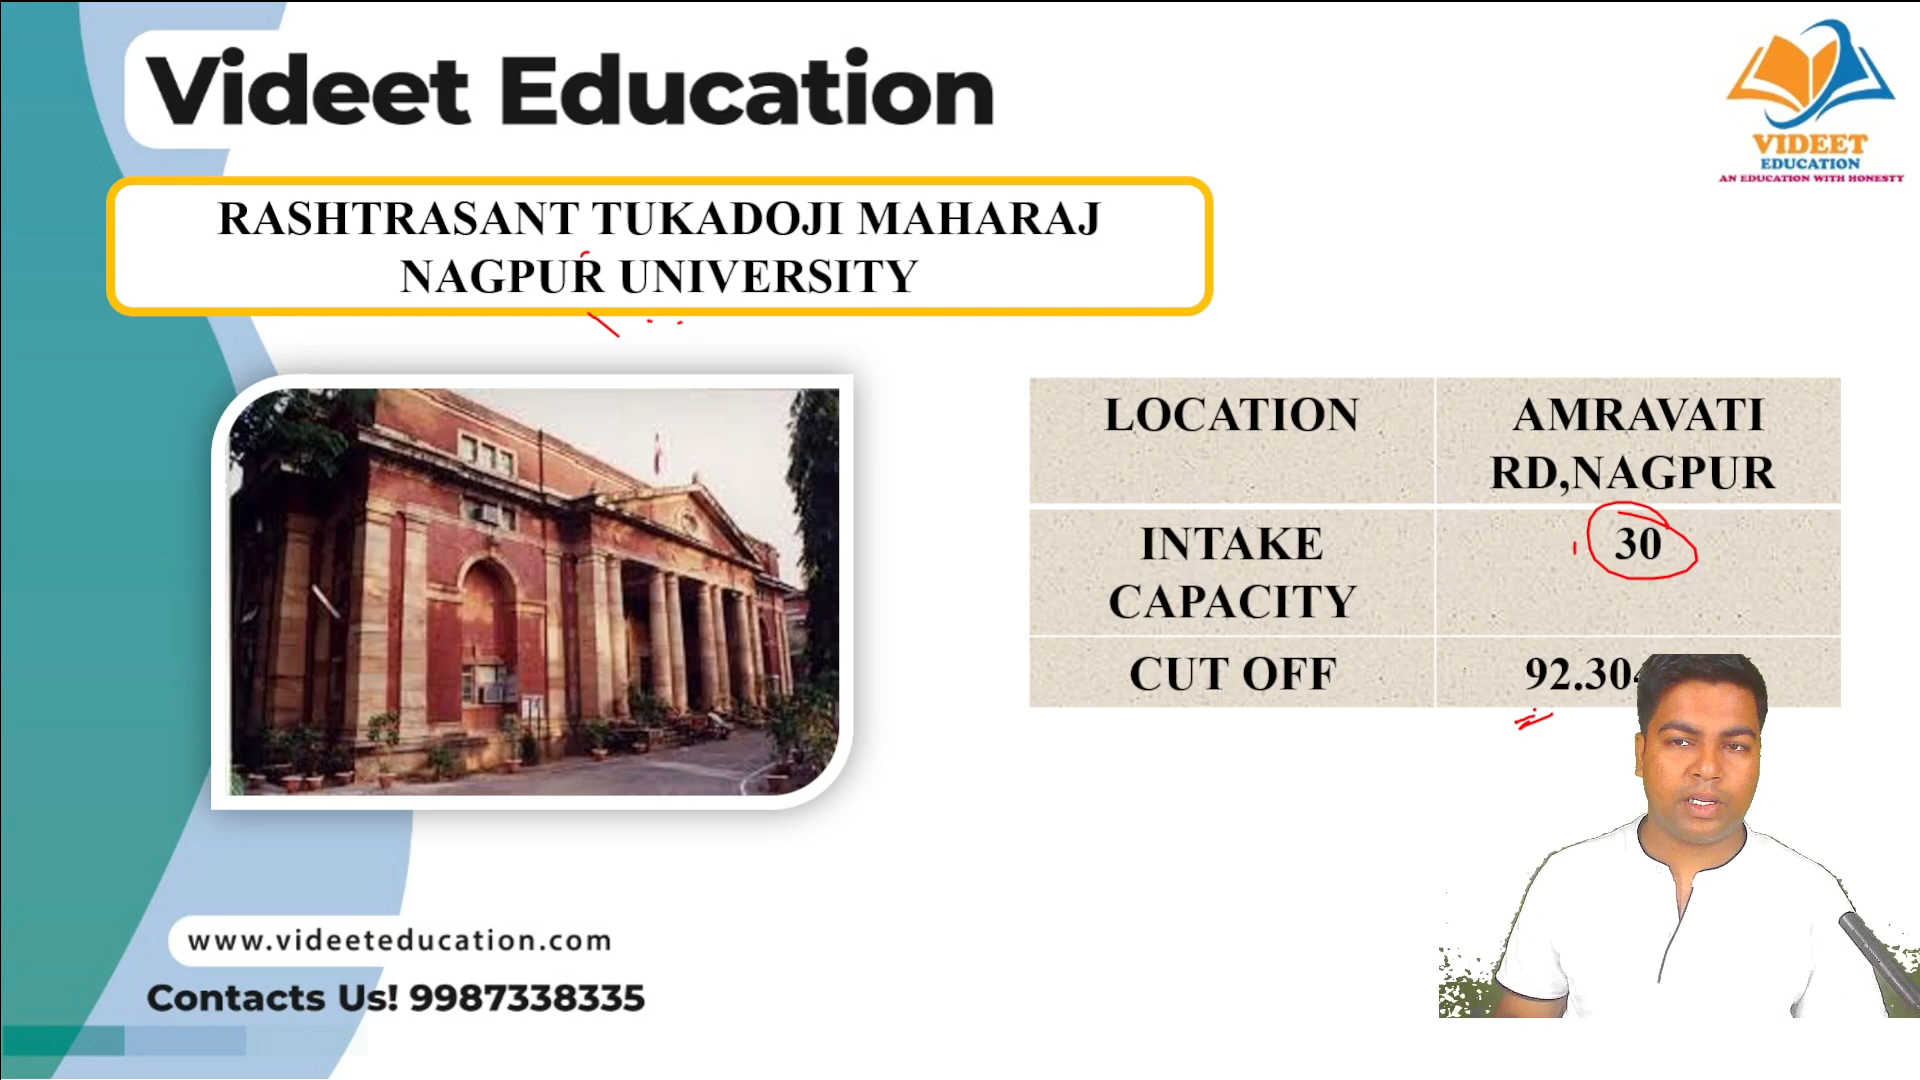 Videet Education
VIDEET
EDUCATION
AN EDUCATION WITH HONESTY
RASHTRASANT TUKADOJI MAHARAJ
NAGPUR UNIVERSITY
LOCATION
AMRAVATI
RD,NAGPUR
INTAKE
CAPACITY
30
CUT OFF
92.30
www.videeteducation.com
Contacts Us! 9987338335